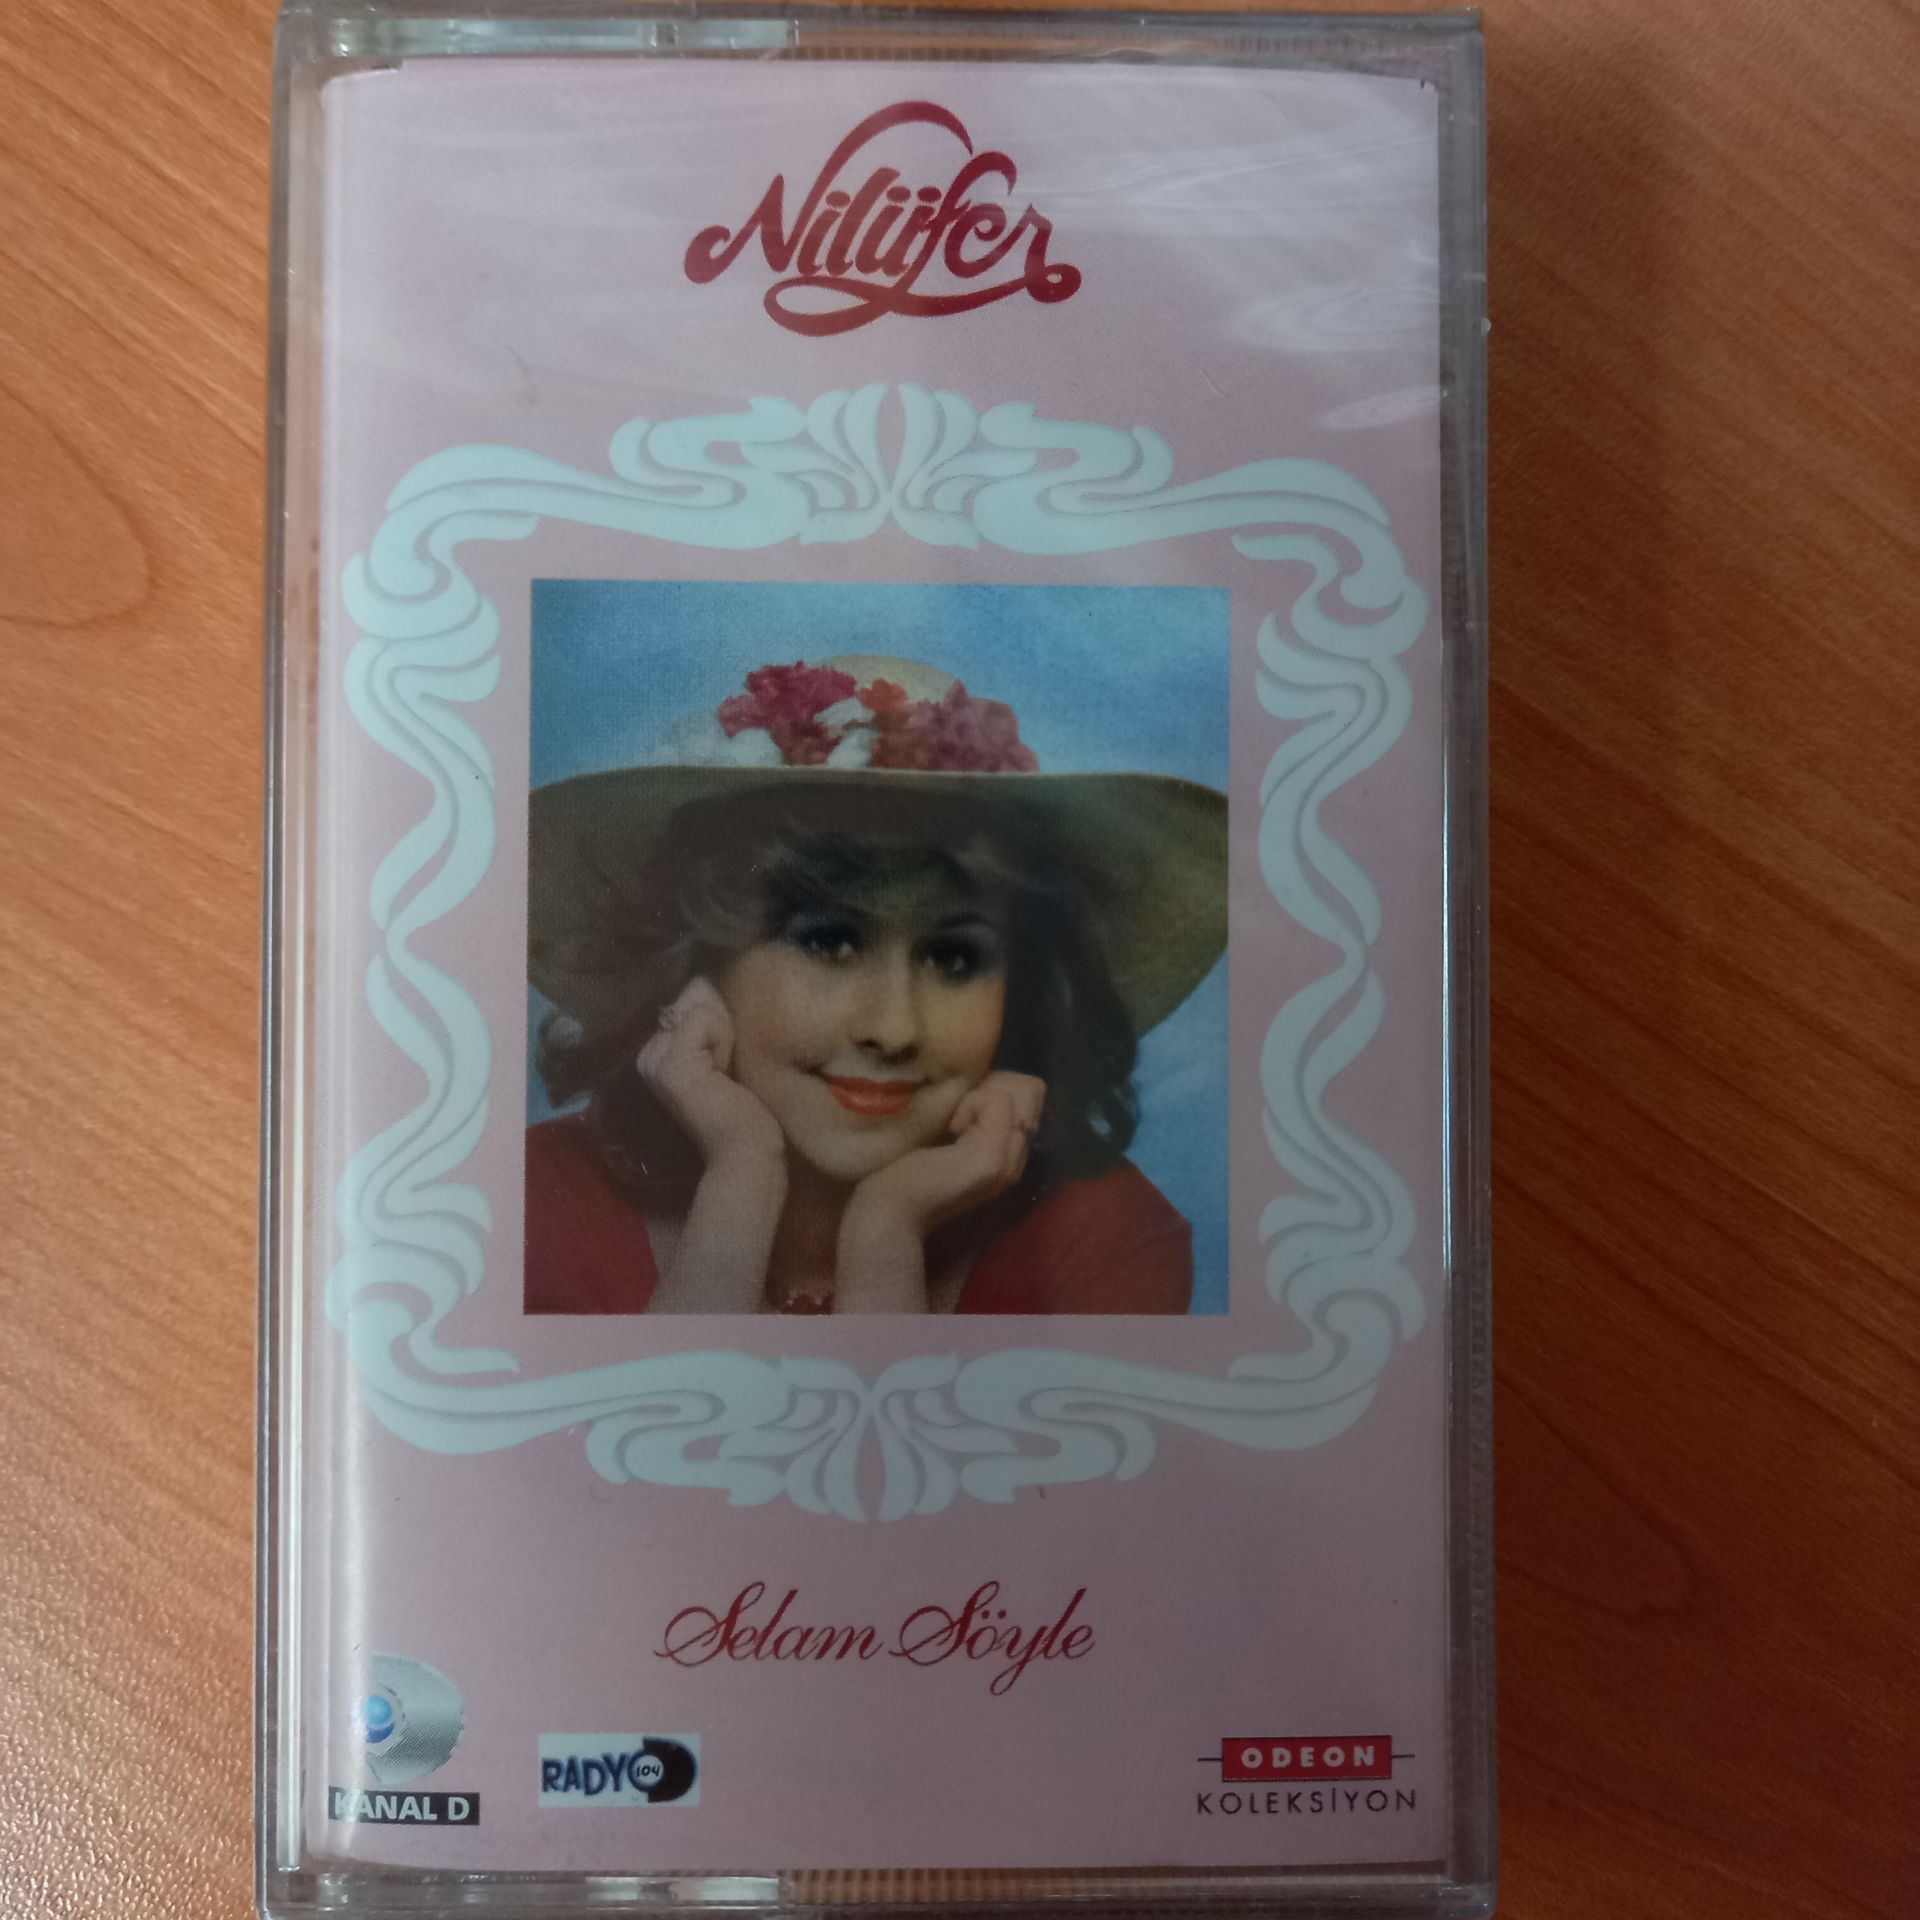 Nilüfer
Selam Söyle
KANAL D
RADYO 104 D
ODEON
KOLEKSİYON